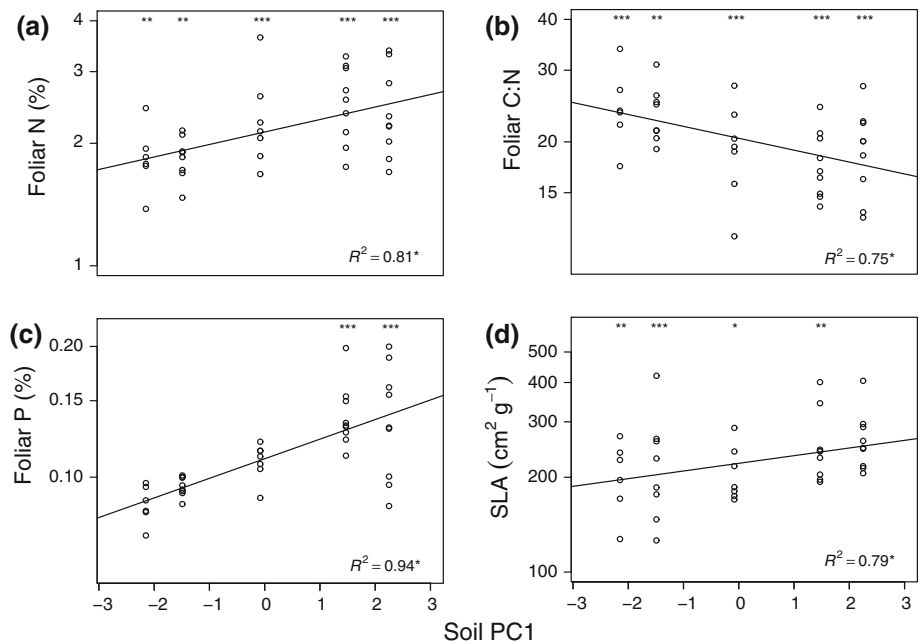 (a)
** ** *** *** ***
4
3
2
1
Foliar N (%)
R² = 0.81*
(b)
*** ** *** *** ***
40
30
20
15
Foliar C:N
R² = 0.75*
(c)
*** ***
0.20
0.15
0.10
Foliar P (%)
R² = 0.94*
−3 −2 −1 0 1 2 3
(d)
** *** * **
500
400
300
200
100
SLA (cm² g⁻¹)
R² = 0.79*
−3 −2 −1 0 1 2 3
Soil PC1